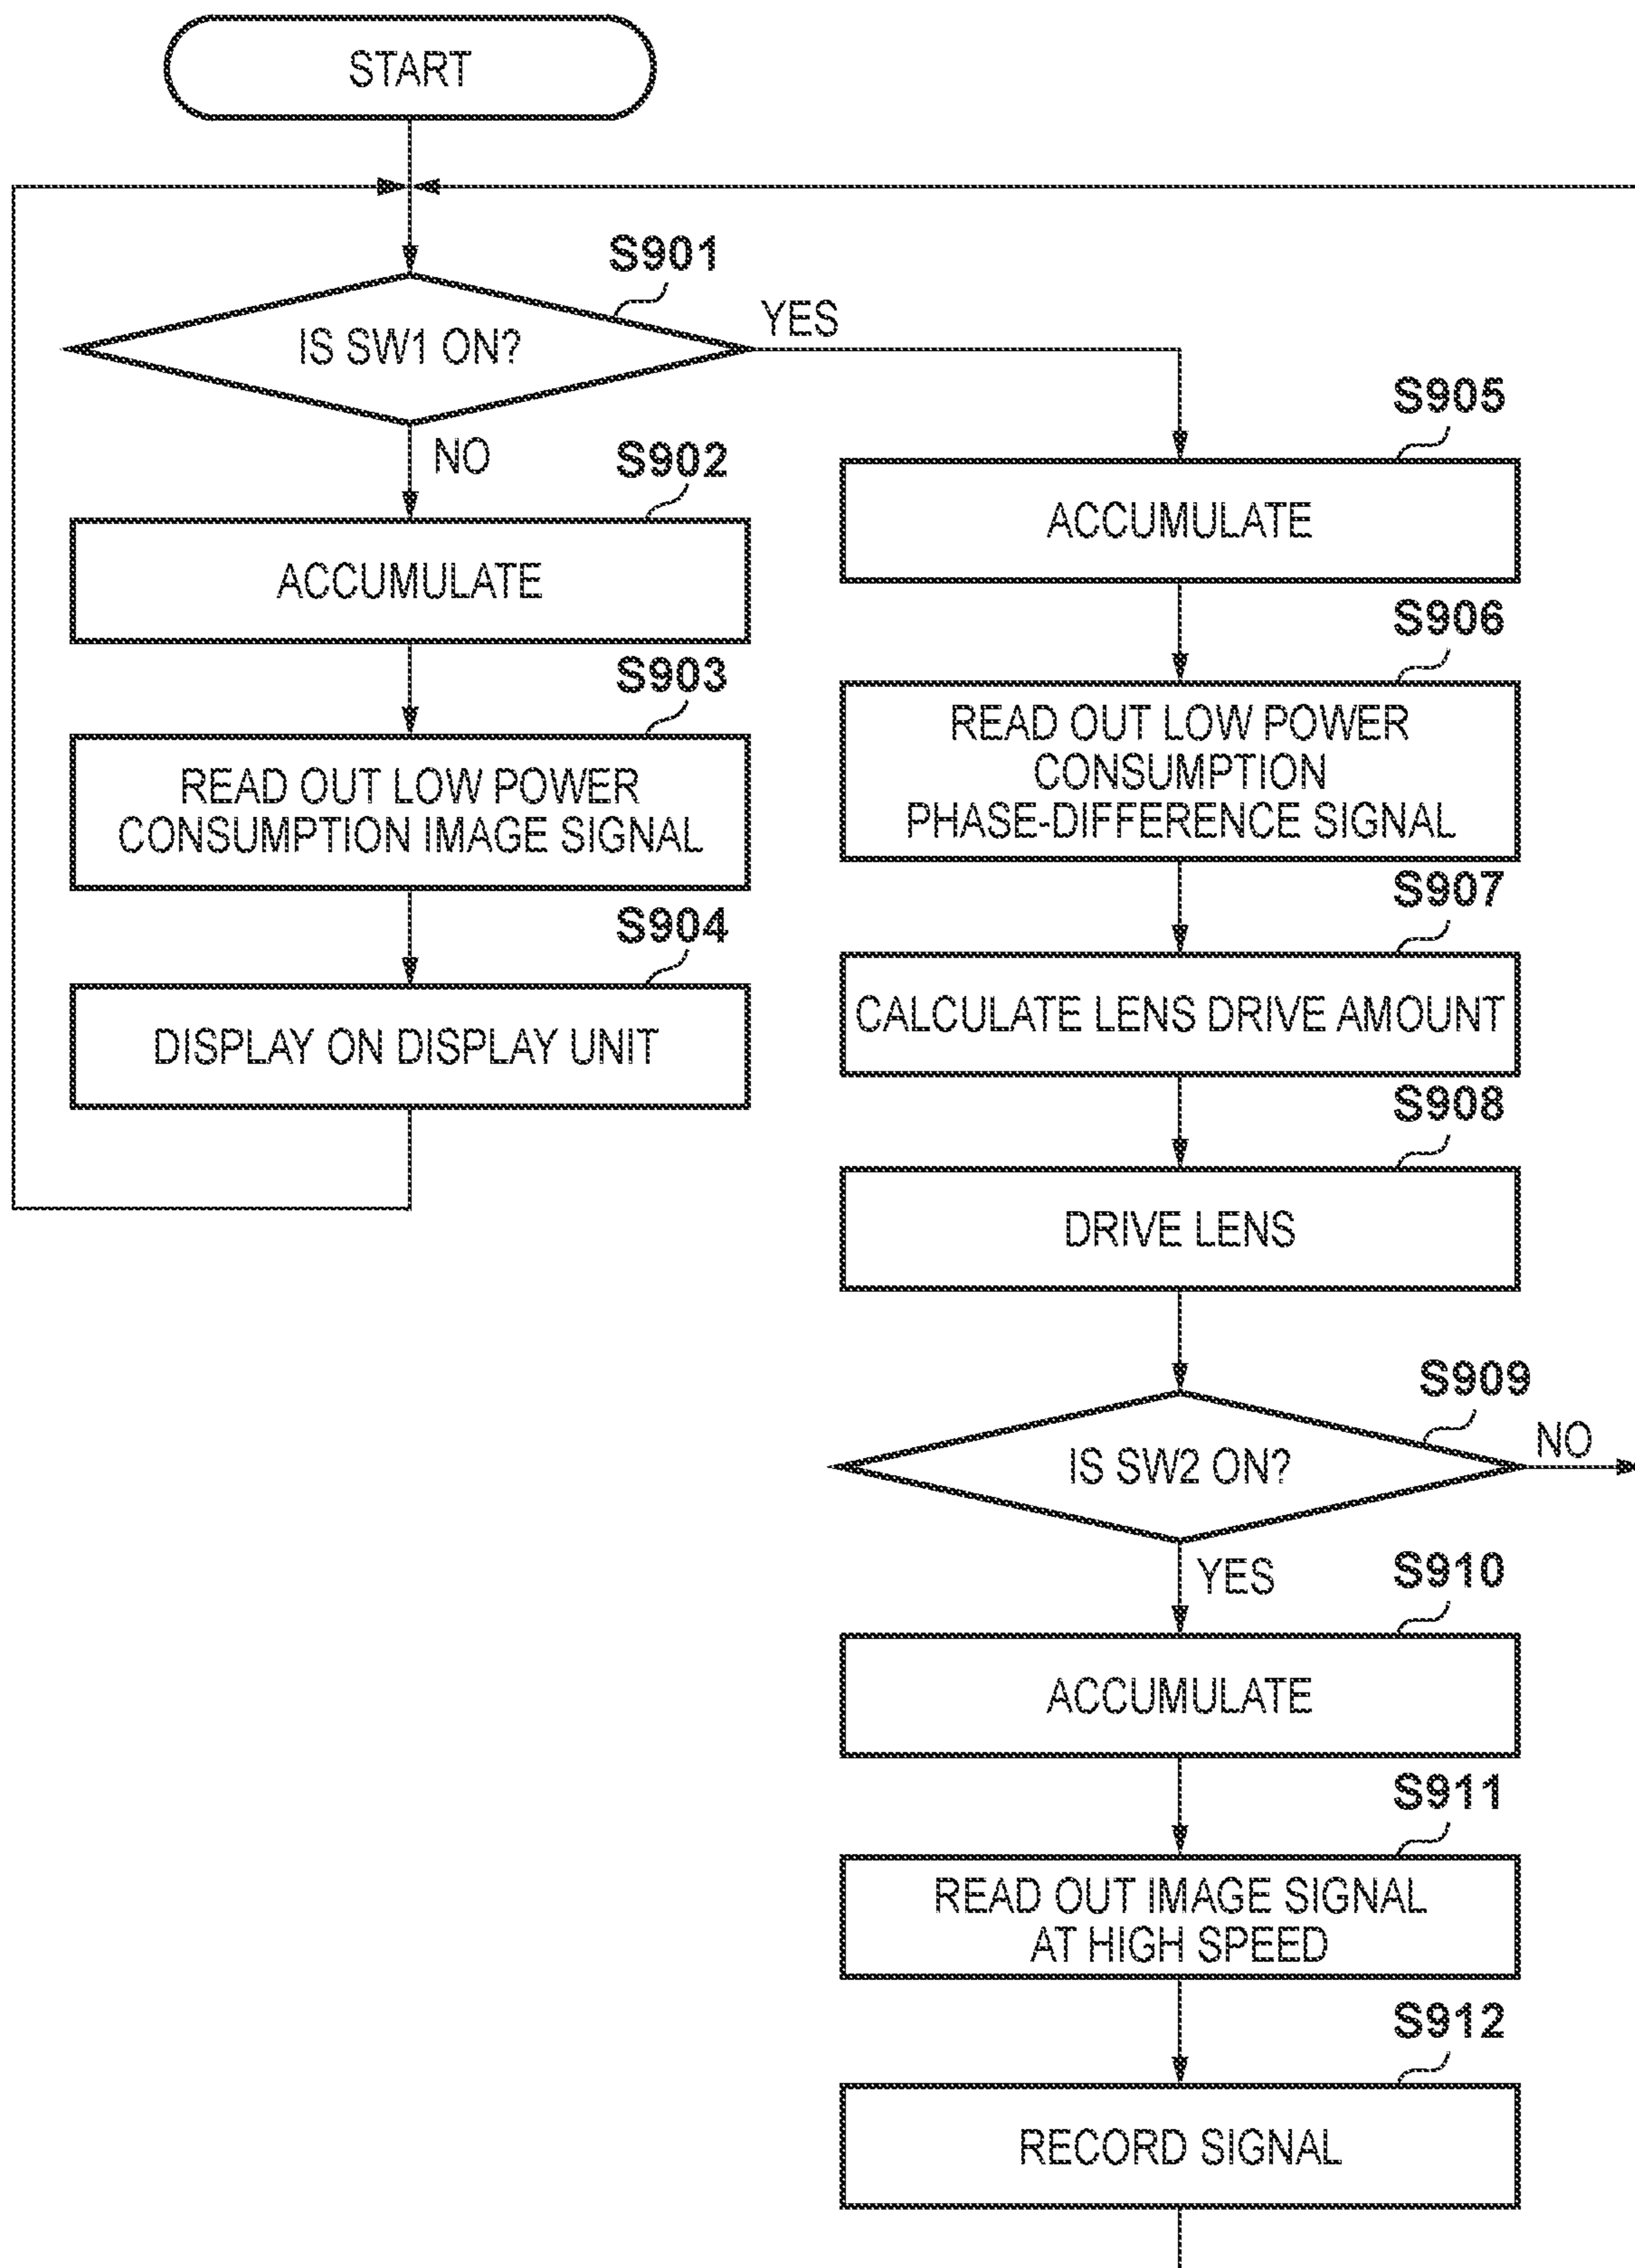 START
S901
IS SW1 ON?
YES
NO
S902
ACCUMULATE
S903
READ OUT LOW POWER
CONSUMPTION IMAGE SIGNAL
S904
DISPLAY ON DISPLAY UNIT
S905
ACCUMULATE
S906
READ OUT LOW POWER
CONSUMPTION
PHASE-DIFFERENCE SIGNAL
S907
CALCULATE LENS DRIVE AMOUNT
S908
DRIVE LENS
S909
IS SW2 ON?
NO
YES
S910
ACCUMULATE
S911
READ OUT IMAGE SIGNAL
AT HIGH SPEED
S912
RECORD SIGNAL